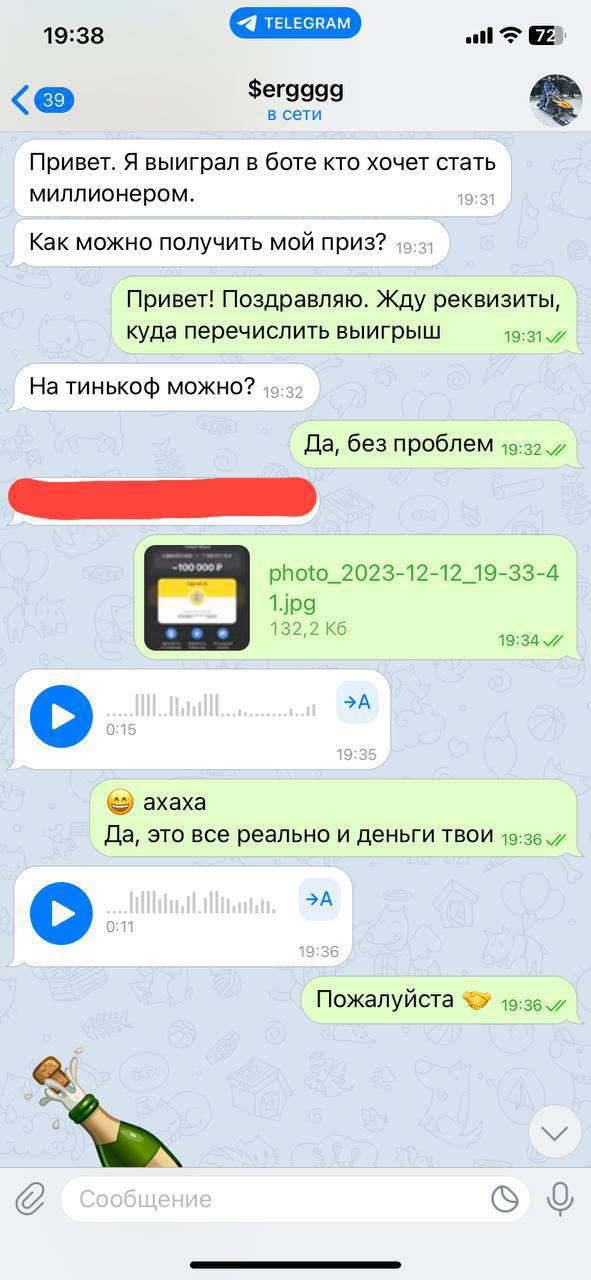 19:38
TELEGRAM
72
39
$ergggg
в сети
Привет. Я выиграл в боте кто хочет стать
миллионером.
19:31
Как можно получить мой приз? 19:31
Привет! Поздравляю. Жду реквизиты,
куда перечислить выигрыш 19:31
На тинькоф можно? 19:32
Да, без проблем 19:32
−100 000 ₽
photo_2023-12-12_19-33-4
1.jpg
132,2 Кб
19:34
→A
0:15
19:35
😄 ахаха
Да, это все реально и деньги твои 19:36
→A
0:11
19:36
Пожалуйста 🤝 19:36
Сообщение